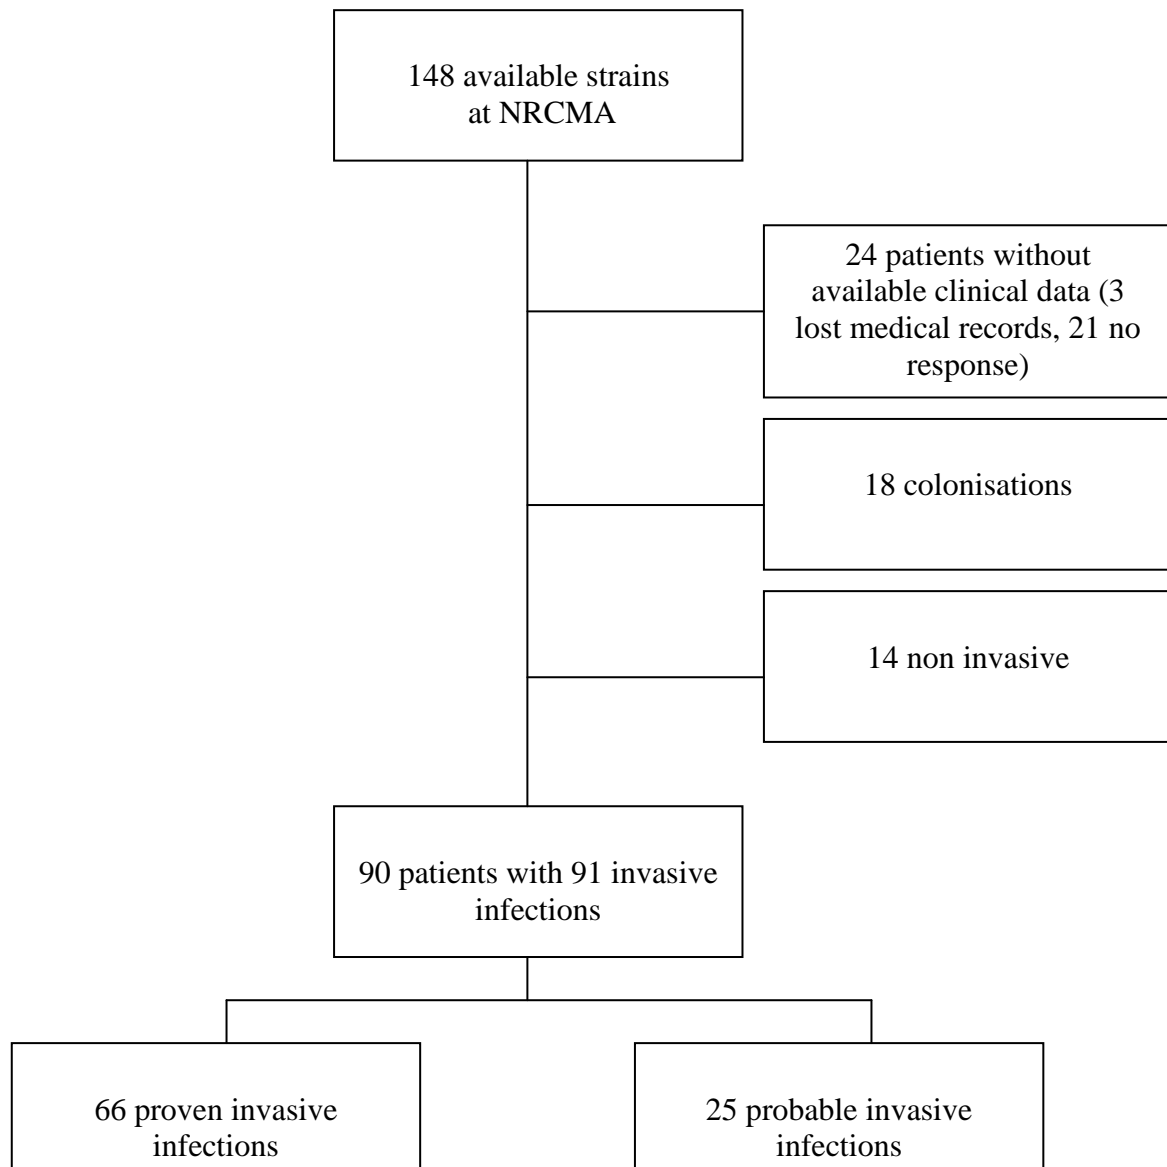 148 available strains
at NRCMA
24 patients without
available clinical data (3
lost medical records, 21 no
response)
18 colonisations
14 non invasive
90 patients with 91 invasive
infections
66 proven invasive
infections
25 probable invasive
infections